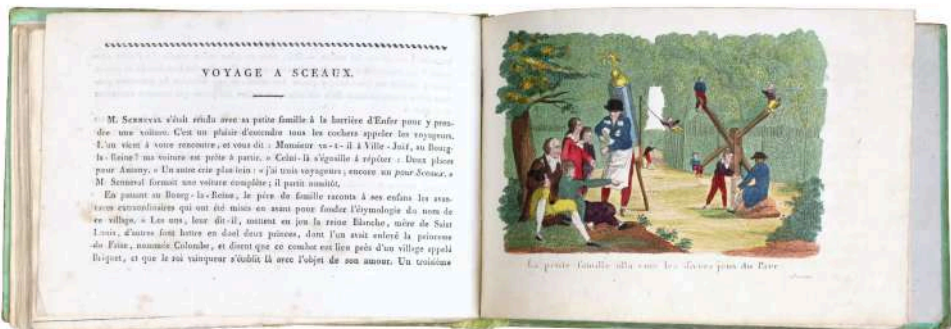 VOYAGE A SCEAUX.
M. SENNEVAL s'étoit rendu avec sa petite famille à la barrière d'Enfer pour y prendre
dre une voiture. C'est un plaisir d'entendre tous les cochers appeler les voyageurs.
L'un vient à votre rencontre, et vous dit : Monsieur va-t-il à Ville-Juif, au Bourg-
la-Reine? ma voiture est prête à partir. » Celui-là s'égosille à répéter : Deux places
pour Antony. » Un autre crie plus loin : « j'ai trois voyageurs ; encore un pour Sceaux. »
M. Senneval formoit une voiture complète ; il partit aussitôt.
En passant au Bourg-la-Reine, le père de famille raconta à ses enfans les aven-
tures extraordinaires qui ont été mises en avant pour fonder l'étymologie du nom de
ce village. « Les uns, leur dit-il, mettent en jeu la reine Blanche, mère de Saint
Louis, d'autres font battre en duel deux princes, dont l'un avait enlevé la princesse
de Frise, nommée Colombe, et disent que ce combat eut lieu près d'un village appelé
Briquet, et que le roi vainqueur s'établit là avec l'objet de son amour. Un troisième
La petite famille alla voir les divers jeux du Parc